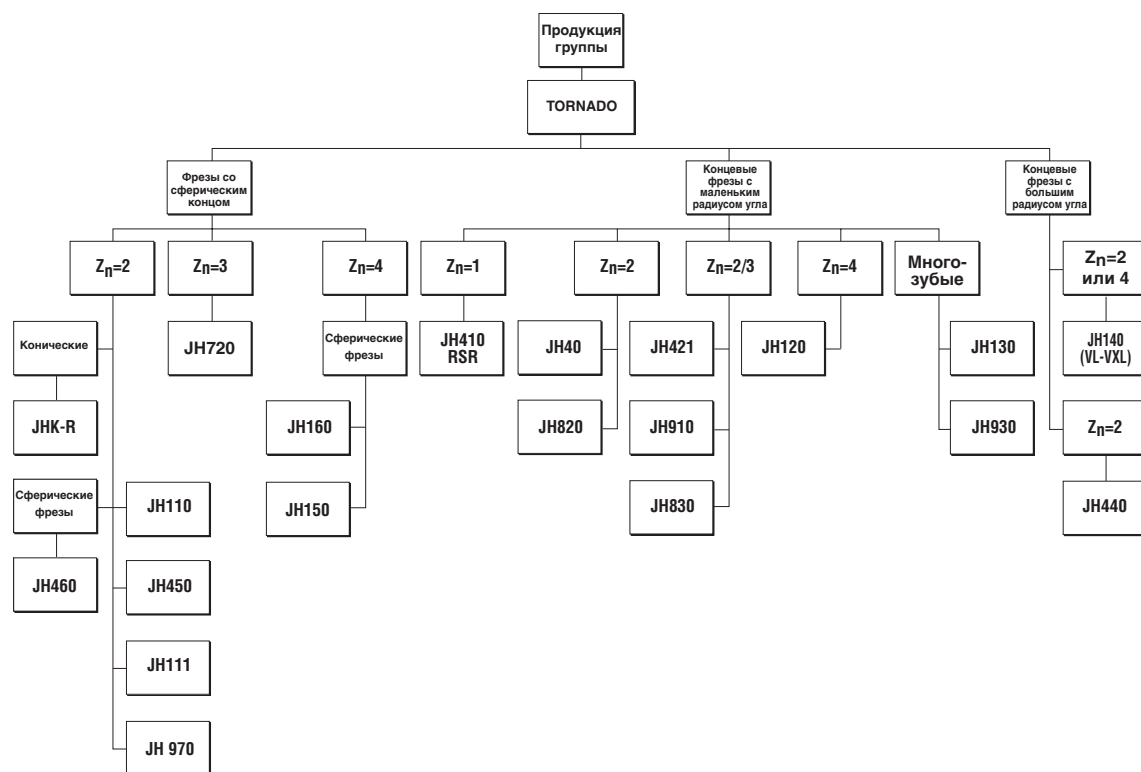 Продукция
группы
TORNADO
Фрезы со
сферическим
концом
Концевые
фрезы с
маленьким
радиусом угла
Концевые
фрезы с
большим
радиусом угла
Zn=2
Zn=3
Zn=4
Zn=1
Zn=2
Zn=2/3
Zn=4
Много-
зубые
Zn=2
или 4
Конические
JH720
Сферические
фрезы
JH410
RSR
JH40
JH421
JH120
JH130
JH140
(VL-VXL)
JHK-R
JH160
JH820
JH910
JH930
Zn=2
Сферические
фрезы
JH110
JH150
JH830
JH440
JH460
JH450
JH111
JH 970